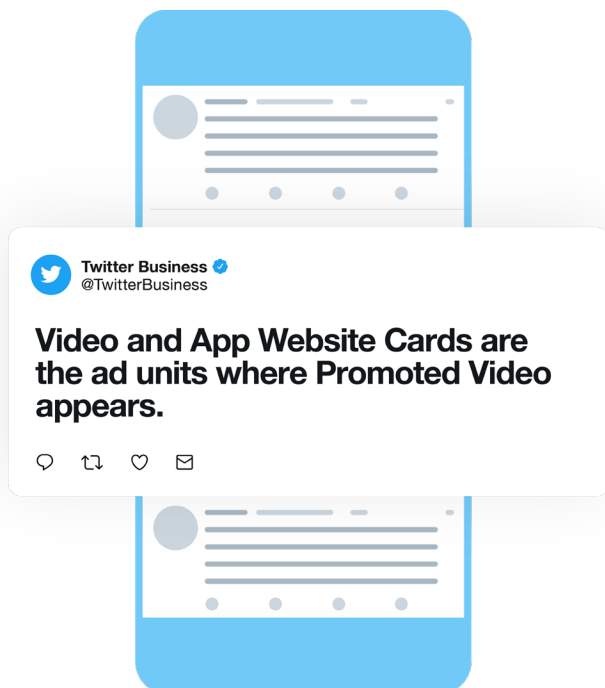 Twitter Business
@TwitterBusiness
Video and App Website Cards are
the ad units where Promoted Video
appears.